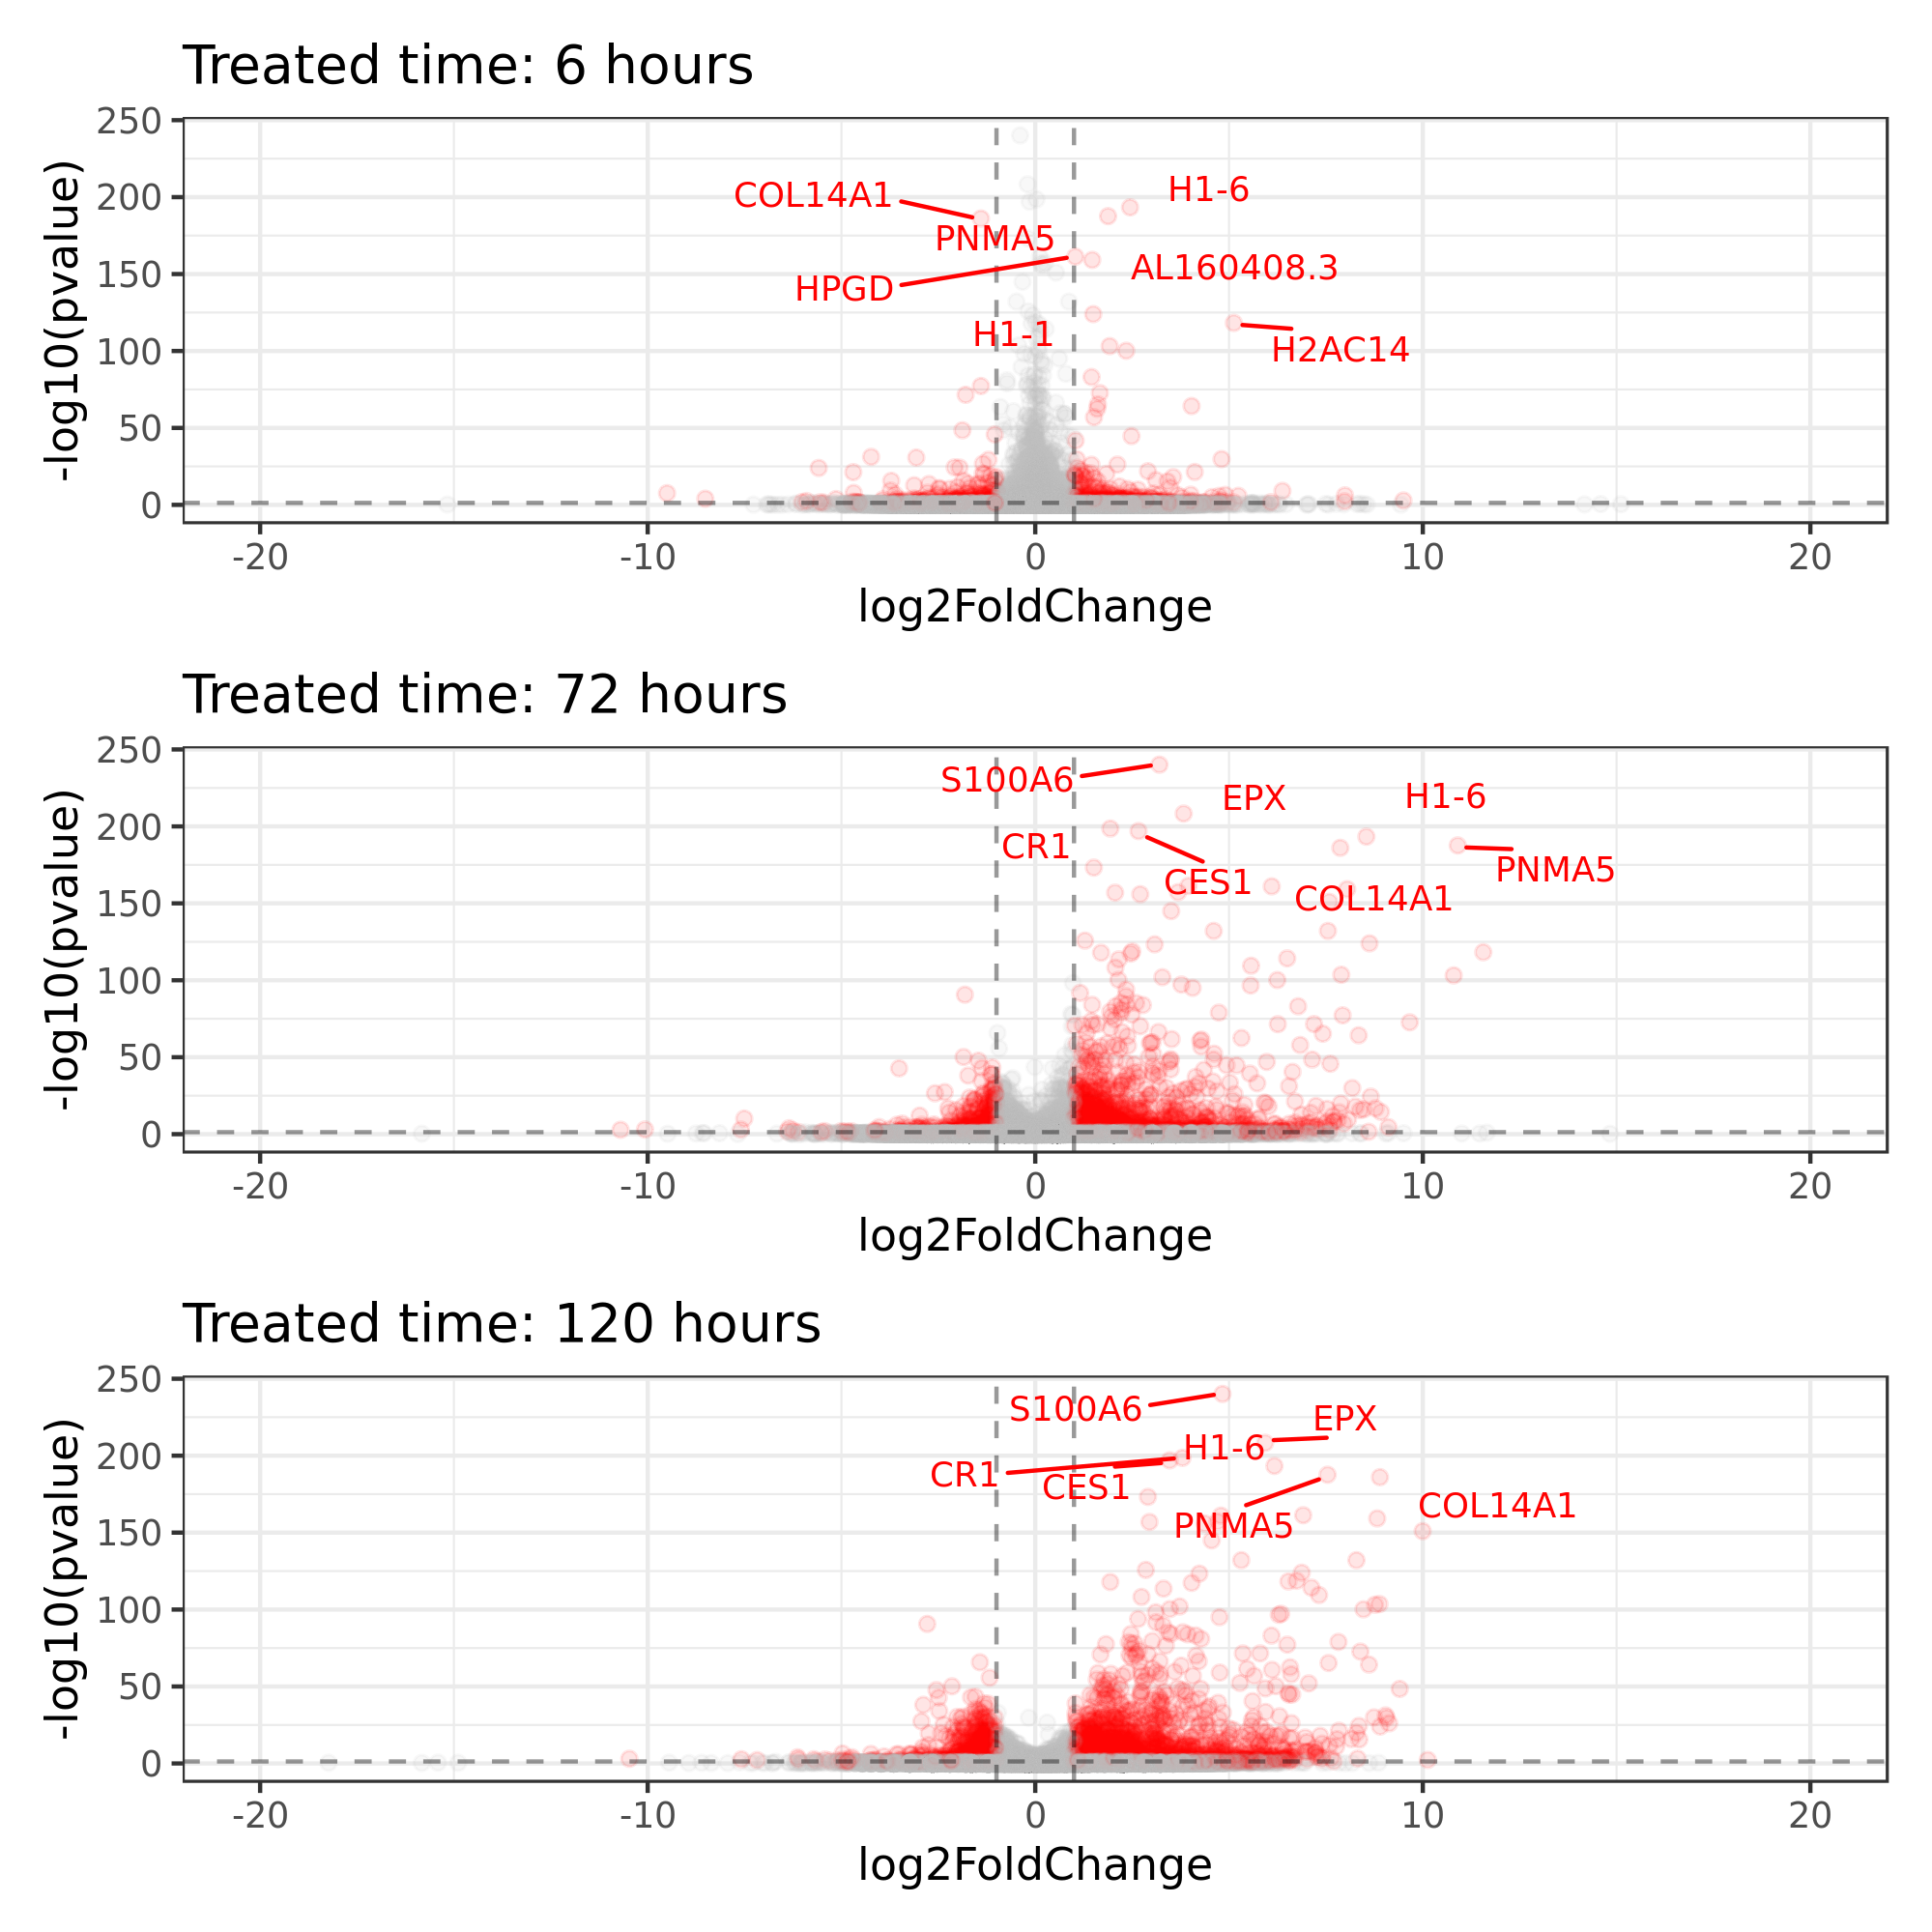 Treated time: 6 hours
-log10(pvalue)
250
200
150
100
50
0
COL14A1
H1-6
PNMA5
AL160408.3
HPGD
H1-1
H2AC14
-20 -10 0 10 20
log2FoldChange
Treated time: 72 hours
-log10(pvalue)
250
200
150
100
50
0
S100A6
EPX
H1-6
CR1
PNMA5
CES1
COL14A1
-20 -10 0 10 20
log2FoldChange
Treated time: 120 hours
-log10(pvalue)
250
200
150
100
50
0
S100A6
EPX
H1-6
CR1
CES1
COL14A1
PNMA5
-20 -10 0 10 20
log2FoldChange